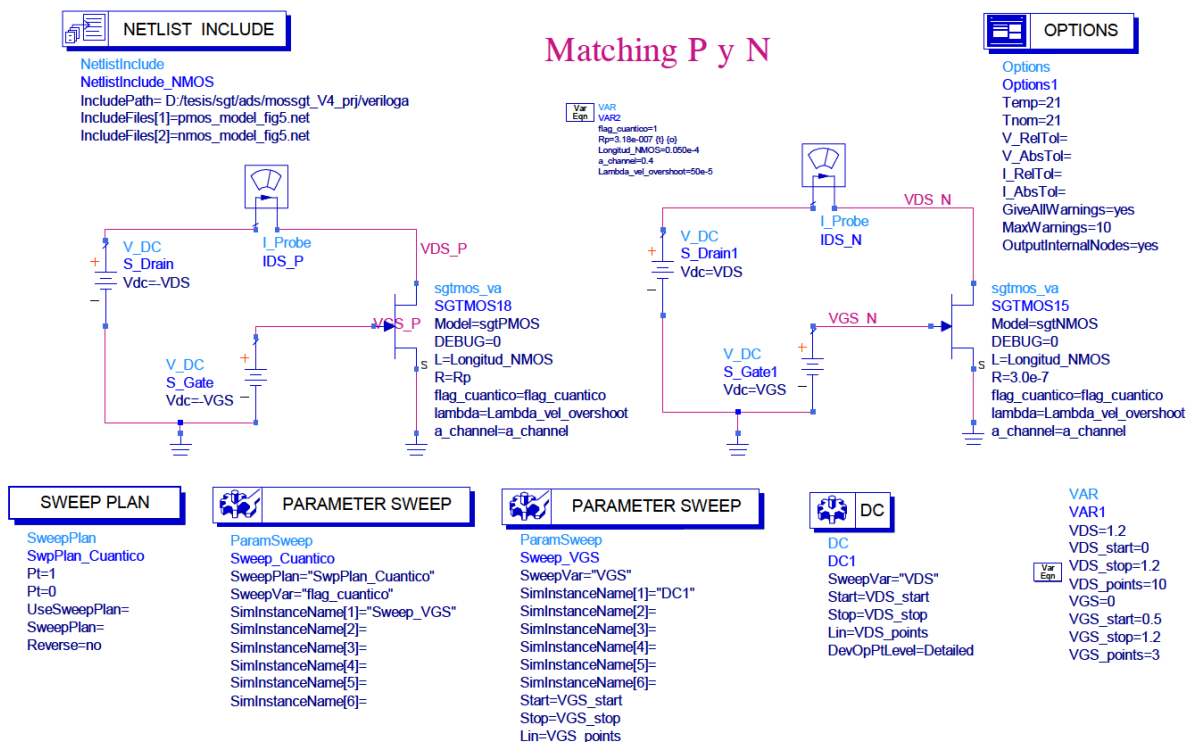 NETLIST INCLUDE
NetlistInclude
NetlistInclude_NMOS
IncludePath= D:/tesis/sgt/ads/mossgt_V4_prj/veriloga
IncludeFiles[1]=pmos_model_fig5.net
IncludeFiles[2]=nmos_model_fig5.net
Matching P y N
Var
Eqn
VAR
VAR2
flag_cuantico=1
Rp=3.18e-007 {t} {o}
Longitud_NMOS=0.050e-4
a_channel=0.4
Lambda_vel_overshoot=50e-5
OPTIONS
Options
Options1
Temp=21
Tnom=21
V_RelTol=
V_AbsTol=
I_RelTol=
I_AbsTol=
GiveAllWarnings=yes
MaxWarnings=10
OutputInternalNodes=yes
I_Probe
IDS_P
VDS_P
+
V_DC
S_Drain
Vdc=-VDS
VGS_P
+
V_DC
S_Gate
Vdc=-VGS
S
sgtmos_va
SGTMOS18
Model=sgtPMOS
DEBUG=0
L=Longitud_NMOS
R=Rp
flag_cuantico=flag_cuantico
lambda=Lambda_vel_overshoot
a_channel=a_channel
I_Probe
IDS_N
VDS_N
+
V_DC
S_Drain1
Vdc=VDS
VGS_N
+
V_DC
S_Gate1
Vdc=VGS
S
sgtmos_va
SGTMOS15
Model=sgtNMOS
DEBUG=0
L=Longitud_NMOS
R=3.0e-7
flag_cuantico=flag_cuantico
lambda=Lambda_vel_overshoot
a_channel=a_channel
SWEEP PLAN
SweepPlan
SwpPlan_Cuantico
Pt=1
Pt=0
UseSweepPlan=
SweepPlan=
Reverse=no
PARAMETER SWEEP
ParamSweep
Sweep_Cuantico
SweepPlan="SwpPlan_Cuantico"
SweepVar="flag_cuantico"
SimInstanceName[1]="Sweep_VGS"
SimInstanceName[2]=
SimInstanceName[3]=
SimInstanceName[4]=
SimInstanceName[5]=
SimInstanceName[6]=
PARAMETER SWEEP
ParamSweep
Sweep_VGS
SweepVar="VGS"
SimInstanceName[1]="DC1"
SimInstanceName[2]=
SimInstanceName[3]=
SimInstanceName[4]=
SimInstanceName[5]=
SimInstanceName[6]=
Start=VGS_start
Stop=VGS_stop
Lin=VGS_points
DC
DC
DC1
SweepVar="VDS"
Start=VDS_start
Stop=VDS_stop
Lin=VDS_points
DevOpPtLevel=Detailed
Var
Eqn
VAR
VAR1
VDS=1.2
VDS_start=0
VDS_stop=1.2
VDS_points=10
VGS=0
VGS_start=0.5
VGS_stop=1.2
VGS_points=3